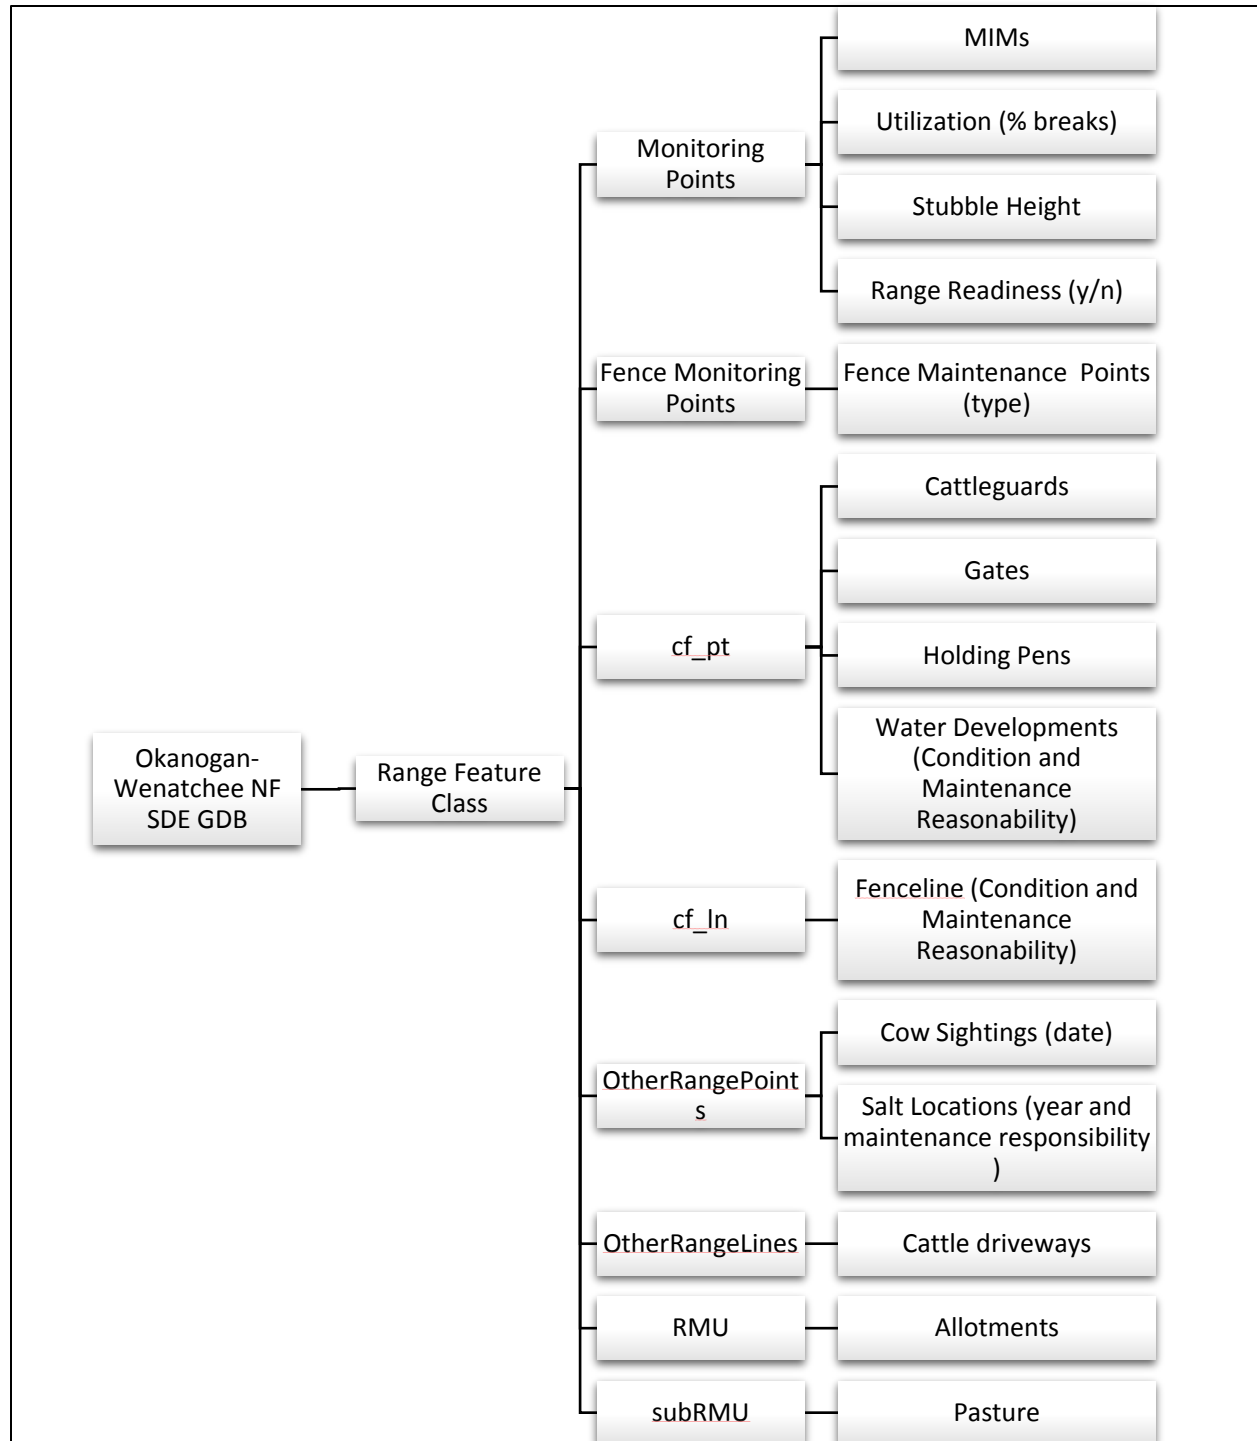 MIMs
Utilization (% breaks)
Monitoring
Points
Stubble Height
Range Readiness (y/n)
Fence Monitoring
Points
Fence Maintenance  Points
(type)
Cattleguards
Gates
cf_pt
Holding Pens
Water Developments
(Condition and
Maintenance
Reasonability)
Okanogan-
Wenatchee NF
SDE GDB
Range Feature
Class
cf_ln
Fenceline (Condition and
Maintenance
Reasonability)
Cow Sightings (date)
OtherRangePoint
s
Salt Locations (year and
maintenance responsibility
)
OtherRangeLines
Cattle driveways
RMU
Allotments
subRMU
Pasture